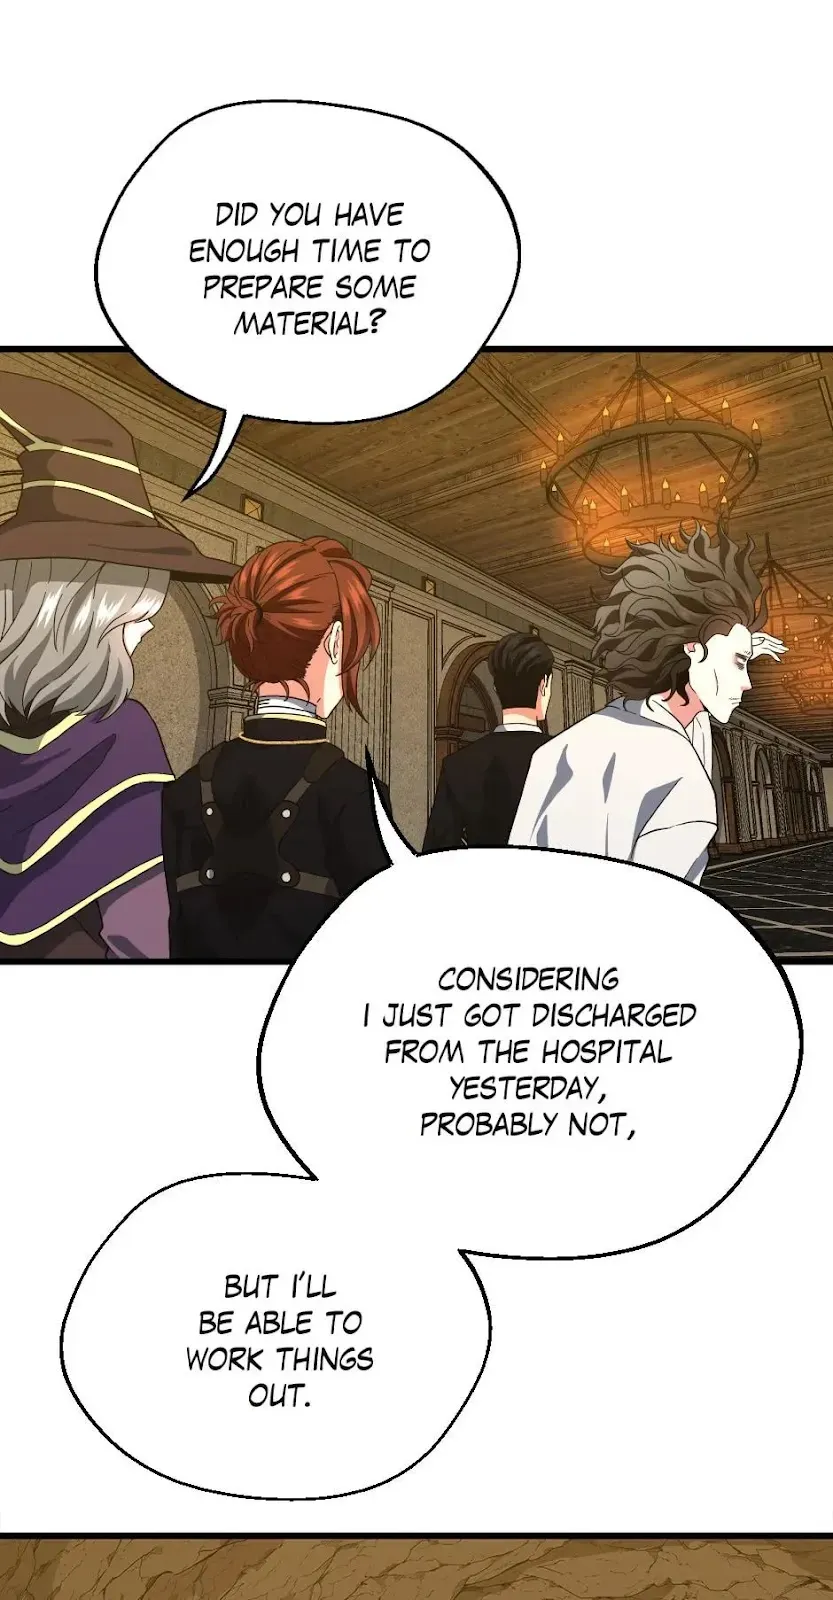 DID YOU HAVE
ENOUGH TIME TO
PREPARE SOME
MATERIAL?
CONSIDERING
I JUST GOT DISCHARGED
FROM THE HOSPITAL
YESTERDAY,
PROBABLY NOT,
BUT I'LL
BE ABLE TO
WORK THINGS
OUT.